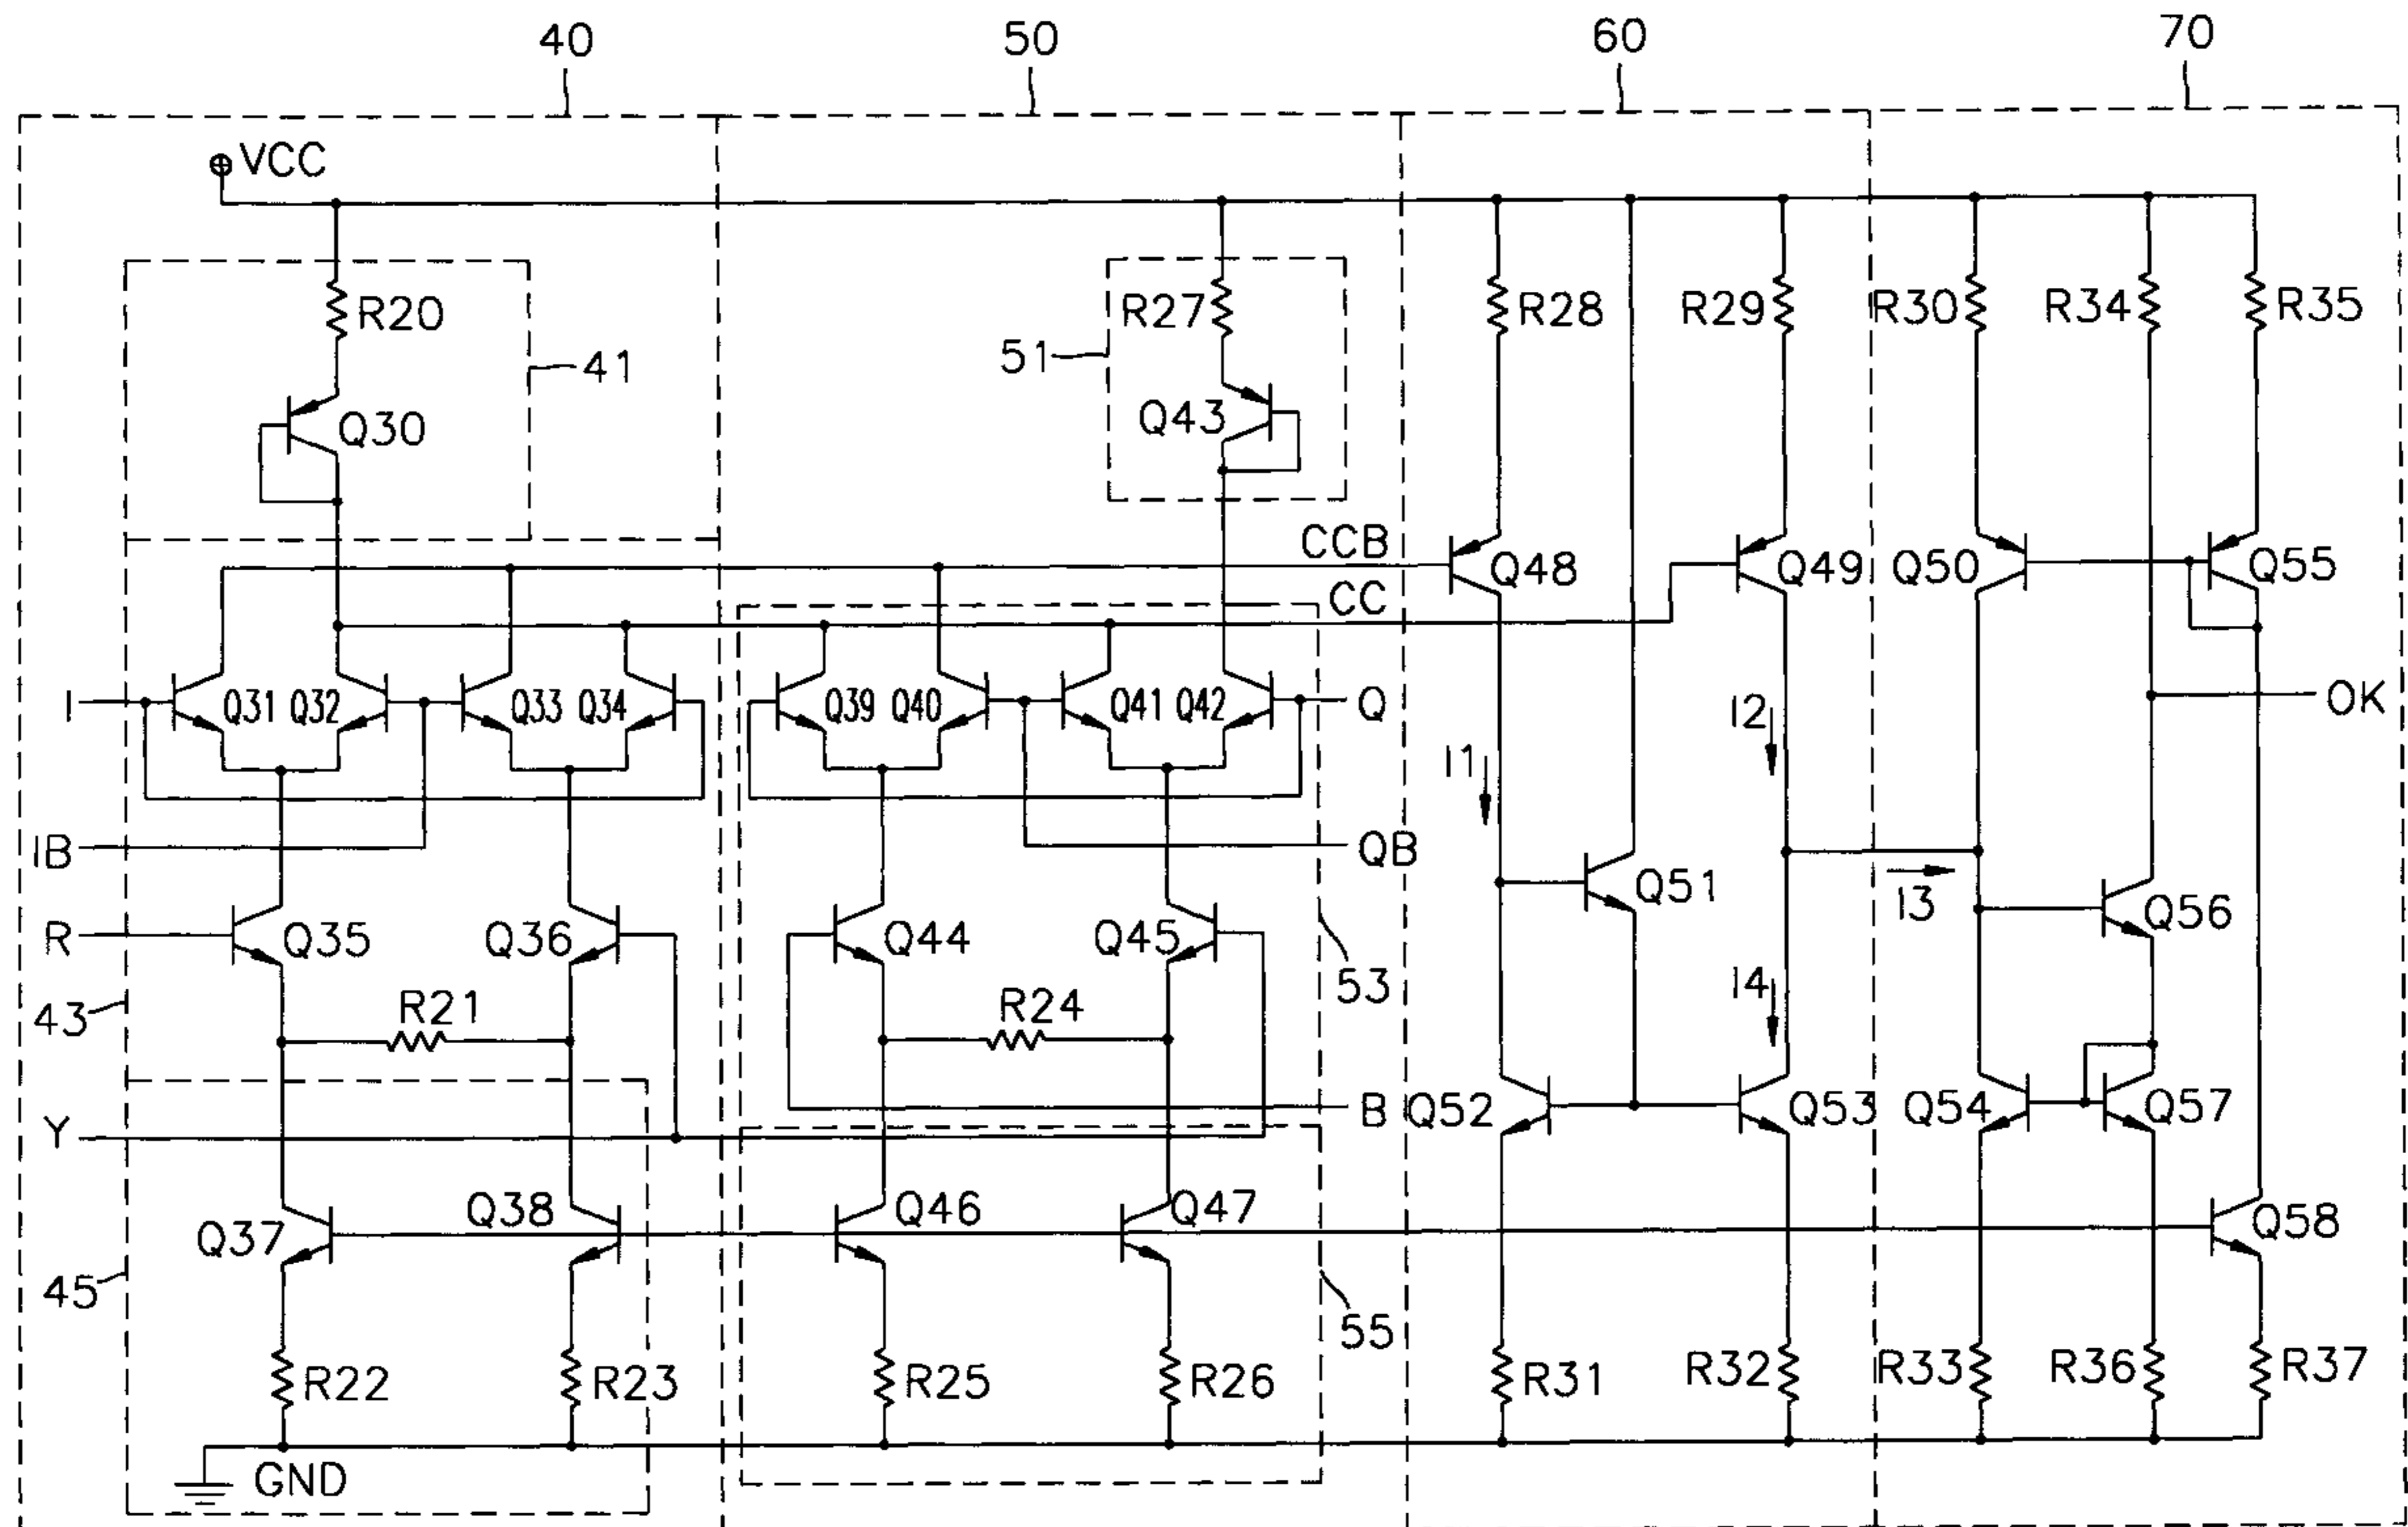 40 50 60 70
VCC
R20 R27 R28 R29 R30 R34 R35
41 51
Q30 Q43
CCB
Q48 Q49 Q50 Q55
CC
I Q31 Q32 Q33 Q34 Q39 Q40 Q41 Q42 Q I2 OK
I1
IB QB
Q51 I3 Q56
R Q35 Q36 Q44 Q45
43 R21 R24 53 I4
Y B Q52 Q53 Q54 Q57
Q37 Q38 Q46 Q47 Q58
45 55
R22 R23 R25 R26 R31 R32 R33 R36 R37
GND